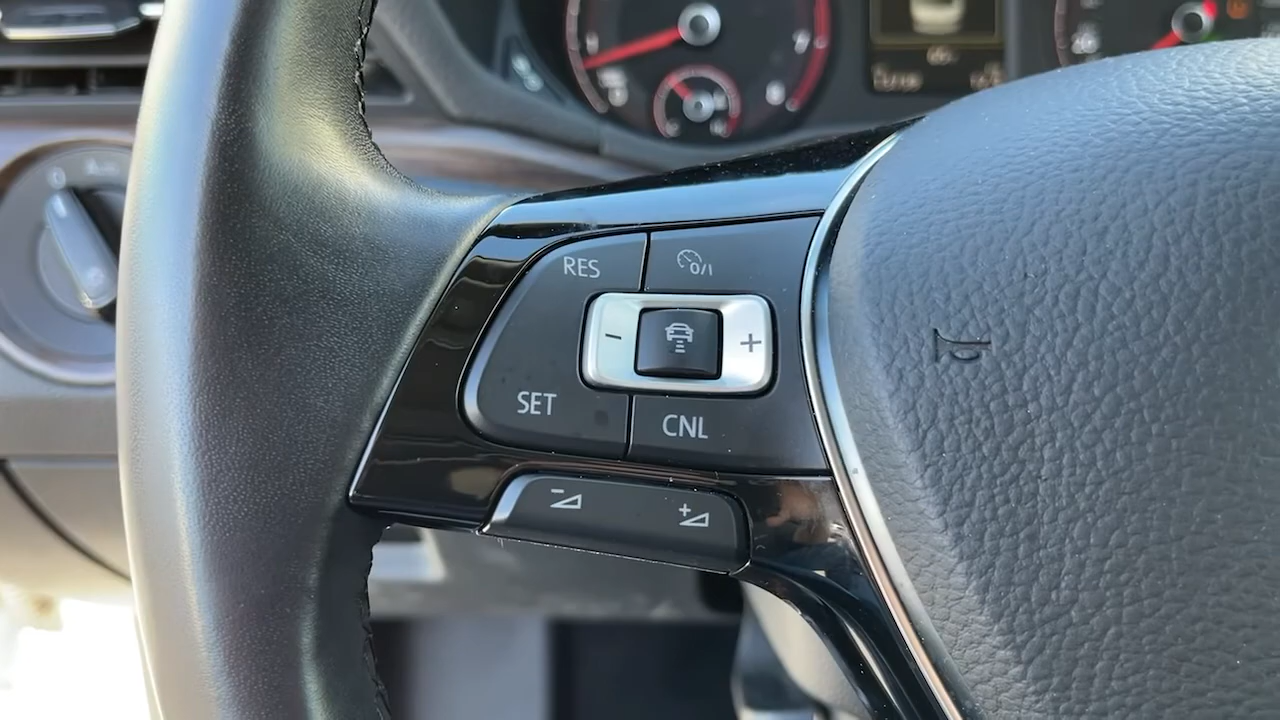 RES
0/I
- +
SET
CNL
- +